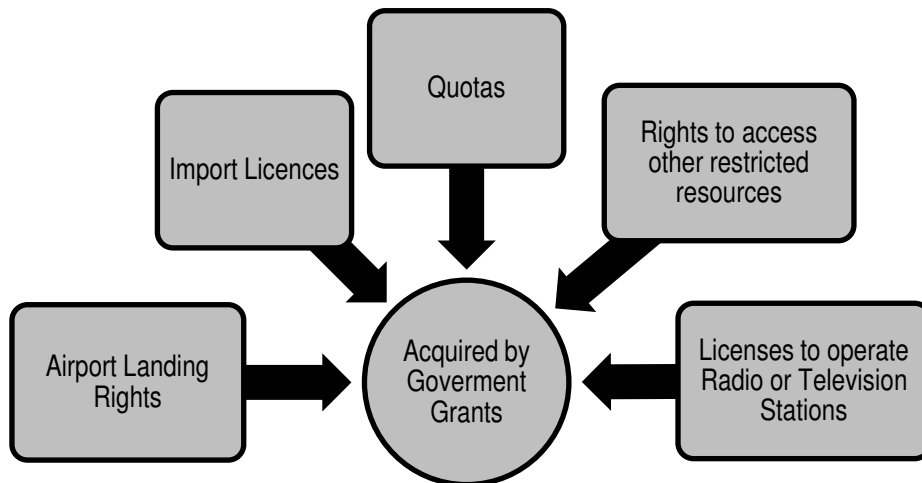 Quotas
Import Licences
Rights to access
other restricted
resources
Airport Landing
Rights
Acquired by
Goverment
Grants
Licenses to operate
Radio or Television
Stations